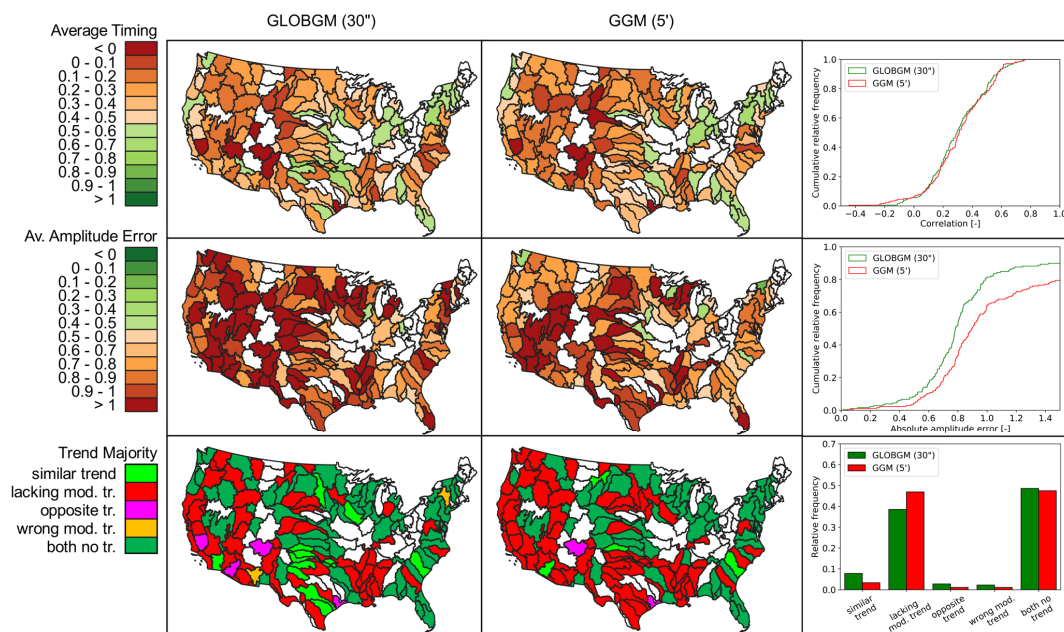 GLOBGM (30")
GGM (5')
Average Timing
< 0
0 - 0.1
0.1 - 0.2
0.2 - 0.3
0.3 - 0.4
0.4 - 0.5
0.5 - 0.6
0.6 - 0.7
0.7 - 0.8
0.8 - 0.9
0.9 - 1
> 1
1.0
0.8
0.6
0.4
0.2
0.0
Cumulative relative frequency
GLOBGM (30")
GGM (5')
-0.4
-0.2
0.0
0.2
0.4
0.6
0.8
1.0
Correlation [-]
Av. Amplitude Error
< 0
0 - 0.1
0.1 - 0.2
0.2 - 0.3
0.3 - 0.4
0.4 - 0.5
0.5 - 0.6
0.6 - 0.7
0.7 - 0.8
0.8 - 0.9
0.9 - 1
> 1
1.0
0.8
0.6
0.4
0.2
0.0
Cumulative relative frequency
GLOBGM (30")
GGM (5')
0.0
0.2
0.4
0.6
0.8
1.0
1.2
1.4
Absolute amplitude error [-]
Trend Majority
similar trend
lacking mod. tr.
opposite tr.
wrong mod. tr.
both no tr.
0.7
0.6
0.5
0.4
0.3
0.2
0.1
0.0
Relative frequency
GLOBGM (30")
GGM (5')
similar
trend
lacking
mod. trend
opposite
trend
wrong mod.
trend
both no
trend